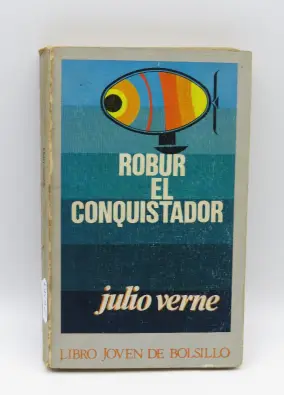 ROBUR
EL
CONQUISTADOR
julio verne
LIBRO JOVEN DE BOLSILLO